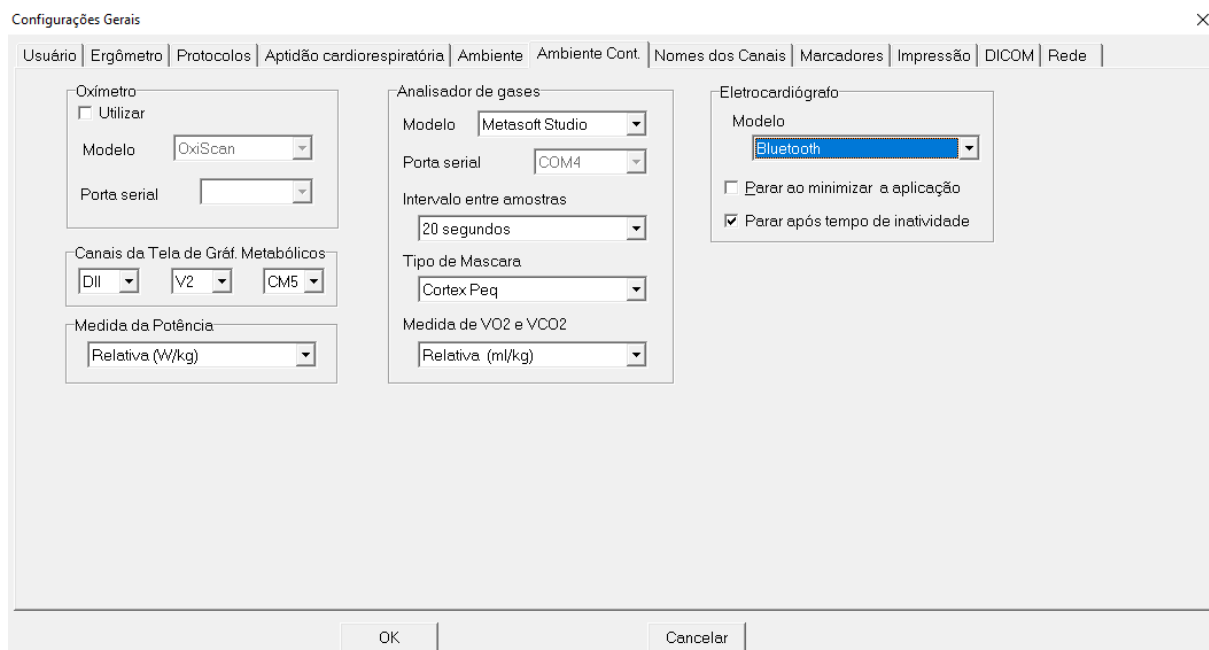 Configurações Gerais
Usuário Ergômetro Protocolos Aptidão cardiorespiratória Ambiente Ambiente Cont. Nomes dos Canais Marcadores Impressão DICOM Rede
Oxímetro
Utilizar
Modelo OxiScan
Porta serial
Canais da Tela de Gráf. Metabólicos
DII V2 CM5
Medida da Potência
Relativa (W/kg)
Analisador de gases
Modelo Metasoft Studio
Porta serial COM4
Intervalo entre amostras
20 segundos
Tipo de Mascara
Cortex Peq
Medida de VO2 e VCO2
Relativa (ml/kg)
Eletrocardiógrafo
Modelo
Bluetooth
Parar ao minimizar a aplicação
Parar após tempo de inatividade
OK Cancelar